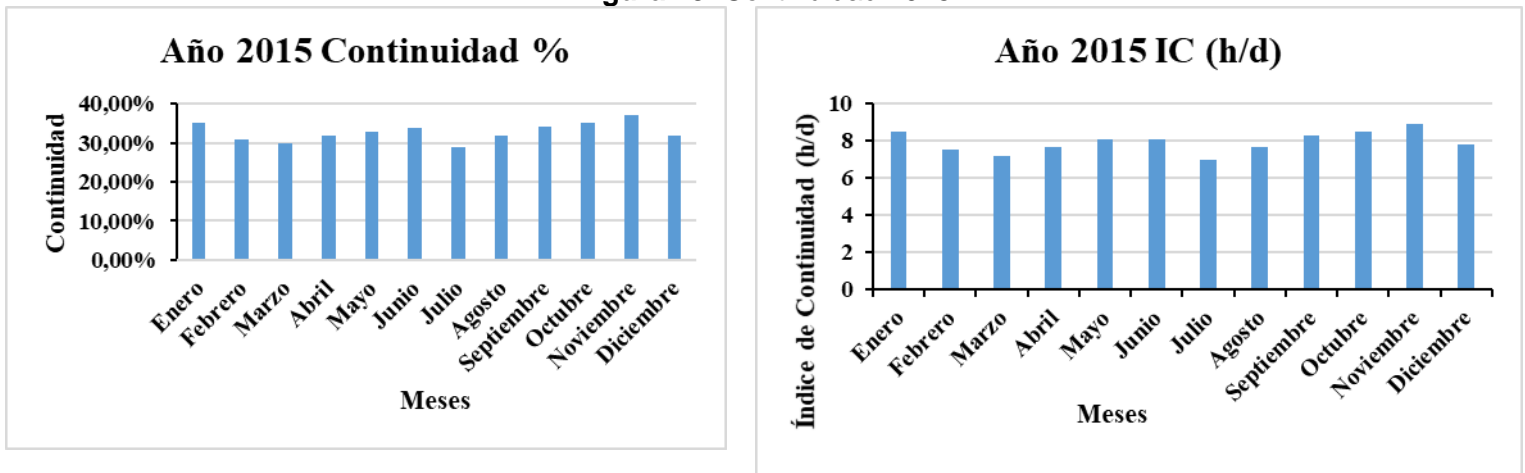 Año 2015 Continuidad %
Continuidad
40,00%
30,00%
20,00%
10,00%
0,00%
Enero
Febrero
Marzo
Abril
Mayo
Junio
Julio
Agosto
Septiembre
Octubre
Noviembre
Diciembre
Meses
Año 2015 IC (h/d)
Índice de Continuidad (h/d)
10
8
6
4
2
0
Enero
Febrero
Marzo
Abril
Mayo
Junio
Julio
Agosto
Septiembre
Octubre
Noviembre
Diciembre
Meses